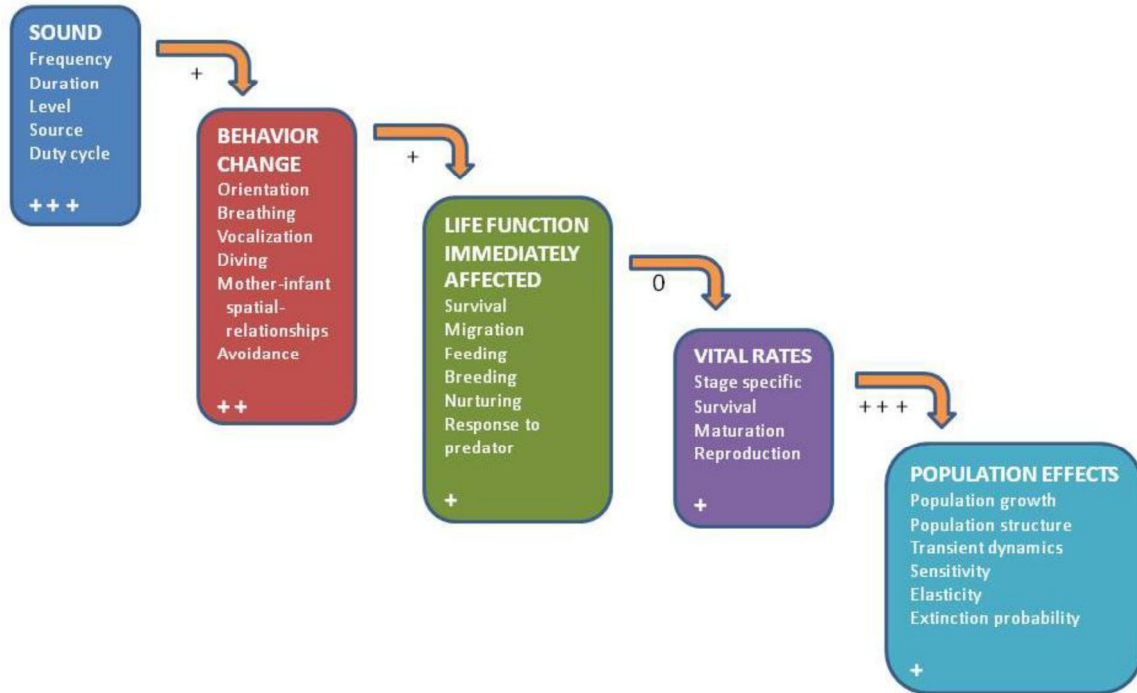 SOUND
Frequency
Duration
Level
Source
Duty cycle
+ + +
+
BEHAVIOR
CHANGE
Orientation
Breathing
Vocalization
Diving
Mother-infant
spatial-
relationships
Avoidance
+ +
+
LIFE FUNCTION
IMMEDIATELY
AFFECTED
Survival
Migration
Feeding
Breeding
Nurturing
Response to
predator
+
0
VITAL RATES
Stage specific
Survival
Maturation
Reproduction
+
+ + +
POPULATION EFFECTS
Population growth
Population structure
Transient dynamics
Sensitivity
Elasticity
Extinction probability
+